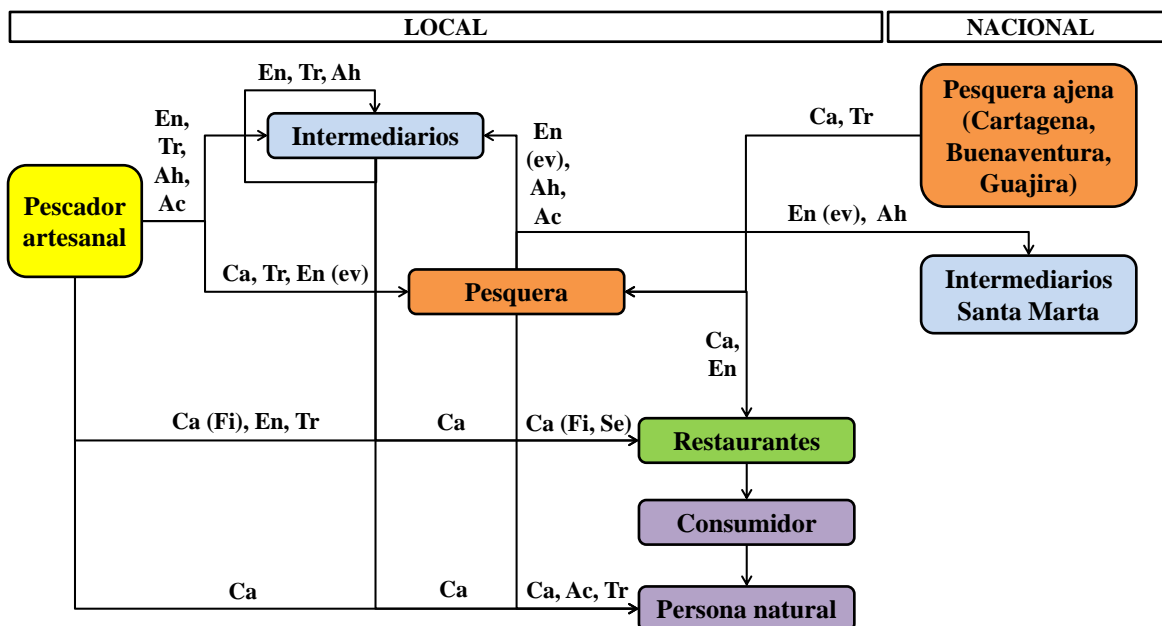 LOCAL
NACIONAL
En, Tr, Ah
Intermediarios
En,
Tr,
Ah,
Ac
En
(ev),
Ah,
Ac
Ca, Tr
Pesquera ajena
(Cartagena,
Buenaventura,
Guajira)
Pescador
artesanal
En (ev), Ah
Ca, Tr, En (ev)
Pesquera
Intermediarios
Santa Marta
Ca,
En
Ca (Fi), En, Tr
Ca
Ca (Fi, Se)
Restaurantes
Consumidor
Ca
Ca
Ca, Ac, Tr
Persona natural